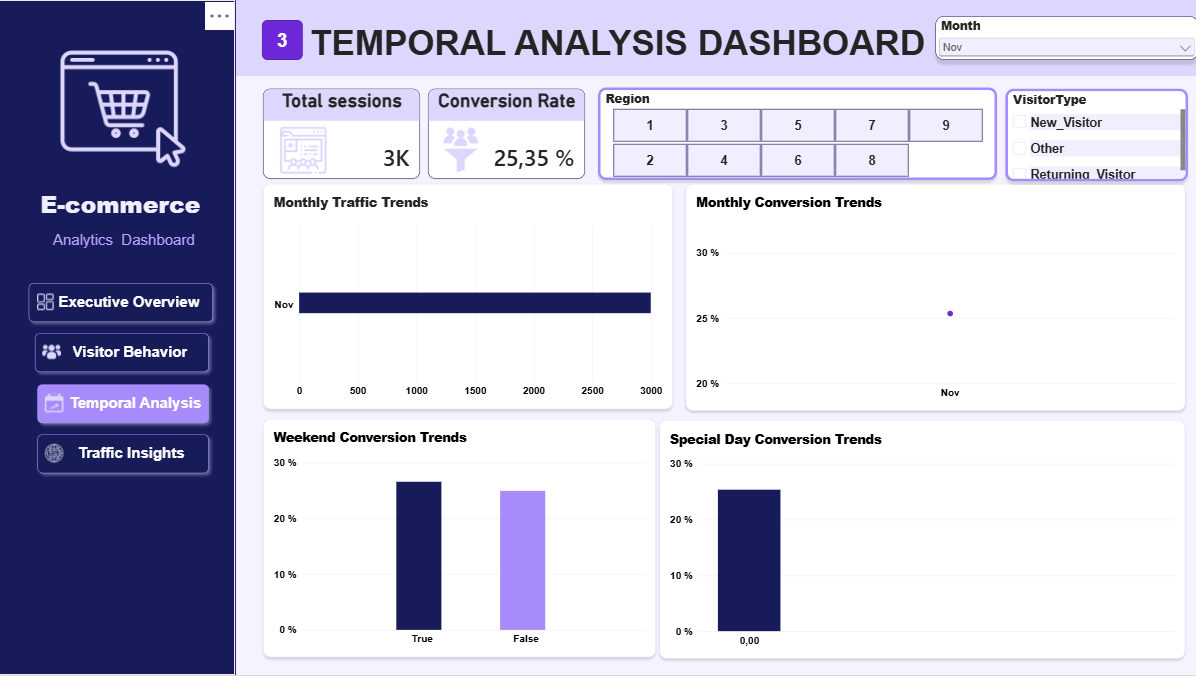 ...
E-commerce
Analytics Dashboard
Executive Overview
Visitor Behavior
Temporal Analysis
Traffic Insights
3
TEMPORAL ANALYSIS DASHBOARD
Month
Nov
Total sessions
3K
Conversion Rate
25,35 %
Region
1 3 5 7 9
2 4 6 8
VisitorType
New_Visitor
Other
Returning_Visitor
Monthly Traffic Trends
Nov
0 500 1000 1500 2000 2500 3000
Monthly Conversion Trends
30 %
25 %
20 %
Nov
Weekend Conversion Trends
30 %
20 %
10 %
0 %
True False
Special Day Conversion Trends
30 %
20 %
10 %
0 %
0,00